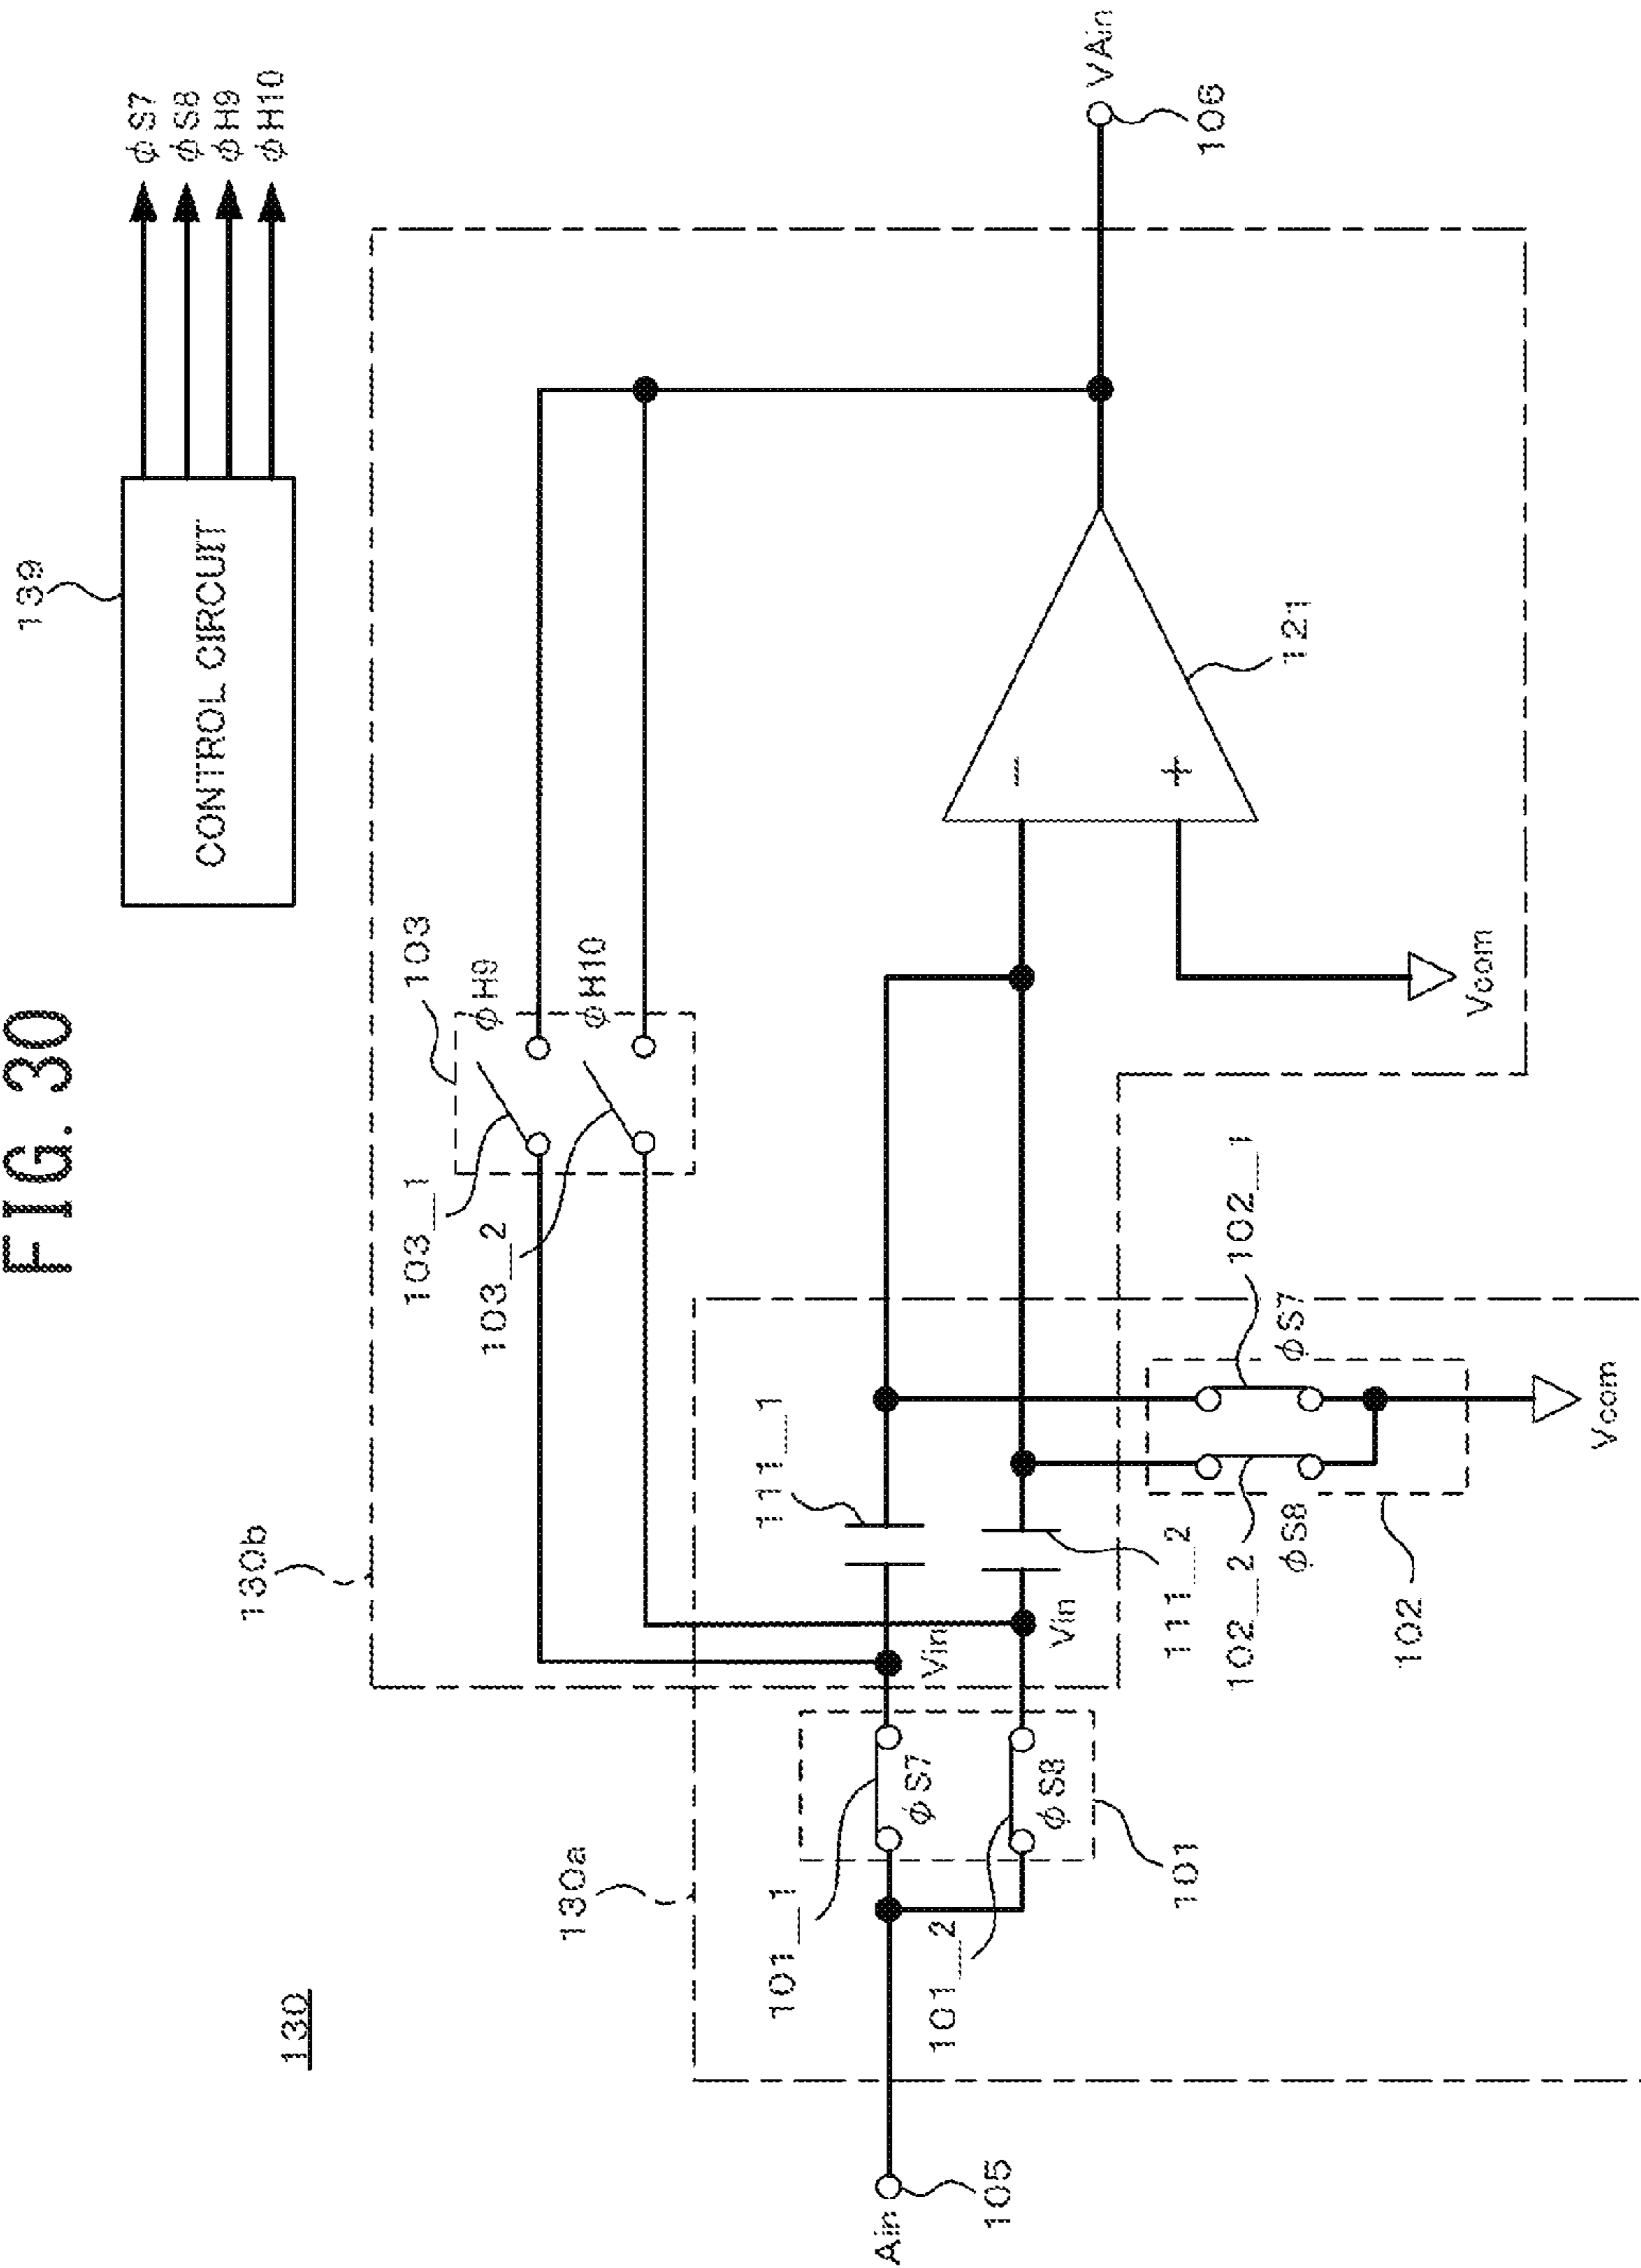 FIG. 30
139
CONTROL CIRCUIT
ϕS7
ϕS8
ϕH9
ϕH10
130
130b
103
ϕH9
103_1
ϕH10
103_2
130a
111_1
101_1
ϕS7
Vin
Ain
105
101_2
ϕS8
Vin
101
111_2
102_2
ϕS8
102
102_1
ϕS7
Vcom
−
+
121
Vcom
VAin
106